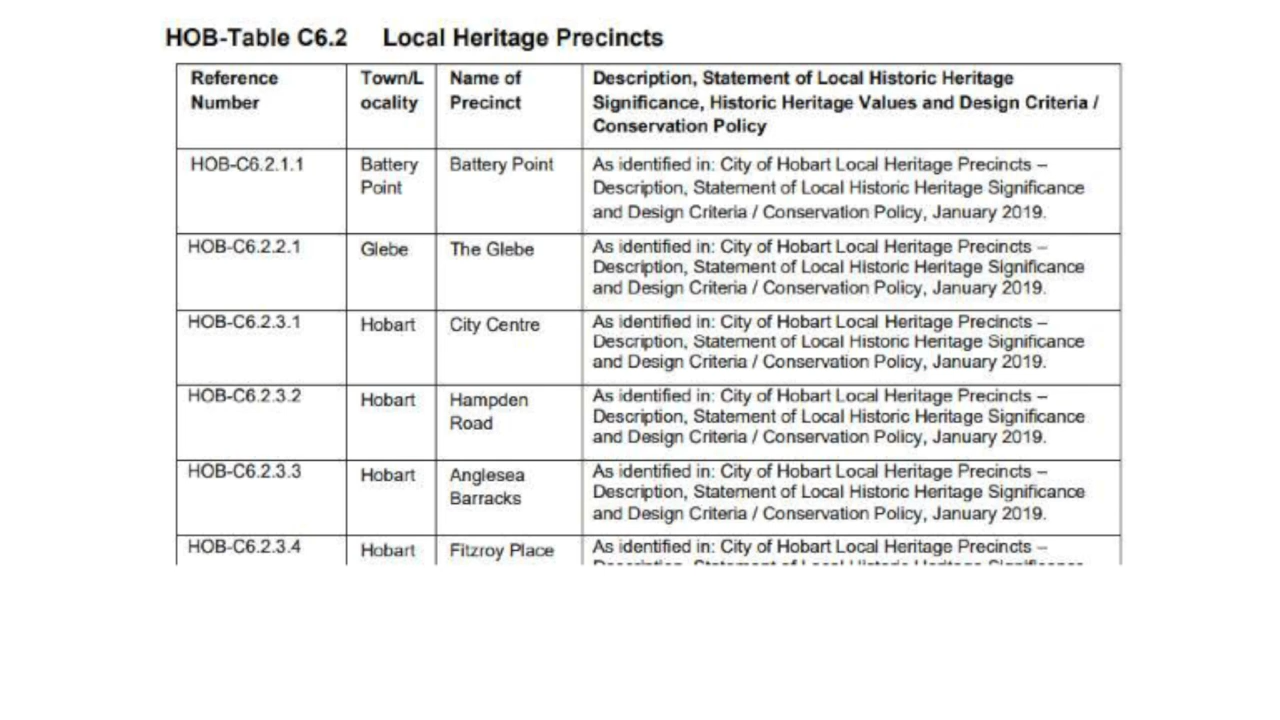 HOB-Table C6.2 Local Heritage Precincts
Reference Number
Town/Locality
Name of Precinct
Description, Statement of Local Historic Heritage
Significance, Historic Heritage Values and Design Criteria /
Conservation Policy
HOB-C6.2.1.1
Battery
Point
Battery Point
As identified in: City of Hobart Local Heritage Precincts –
Description, Statement of Local Historic Heritage Significance
and Design Criteria / Conservation Policy, January 2019.
HOB-C6.2.2.1
Glebe
The Glebe
As identified in: City of Hobart Local Heritage Precincts –
Description, Statement of Local Historic Heritage Significance
and Design Criteria / Conservation Policy, January 2019.
HOB-C6.2.3.1
Hobart
City Centre
As identified in: City of Hobart Local Heritage Precincts –
Description, Statement of Local Historic Heritage Significance
and Design Criteria / Conservation Policy, January 2019.
HOB-C6.2.3.2
Hobart
Hampden
Road
As identified in: City of Hobart Local Heritage Precincts –
Description, Statement of Local Historic Heritage Significance
and Design Criteria / Conservation Policy, January 2019.
HOB-C6.2.3.3
Hobart
Anglesea
Barracks
As identified in: City of Hobart Local Heritage Precincts –
Description, Statement of Local Historic Heritage Significance
and Design Criteria / Conservation Policy, January 2019.
HOB-C6.2.3.4
Hobart
Fitzroy Place
As identified in: City of Hobart Local Heritage Precincts –